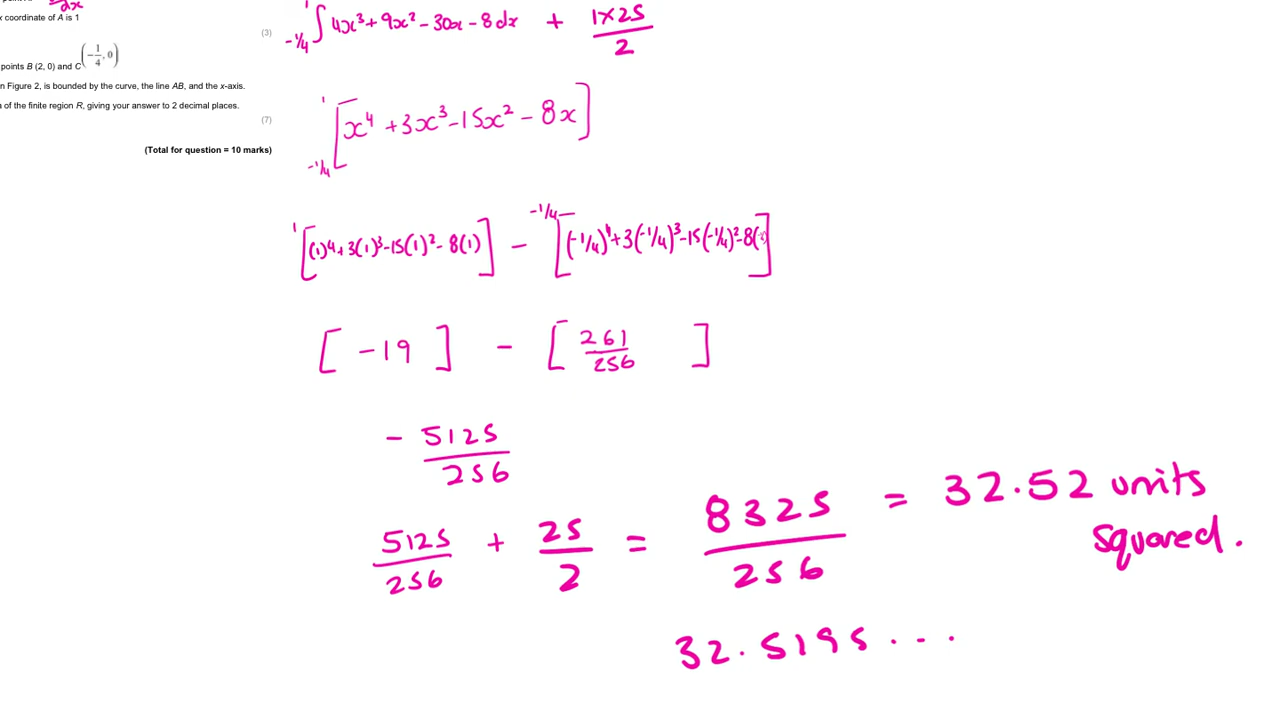 dx
x coordinate of A is 1
(3)
points B (2, 0) and C (-1/4, 0)
n Figure 2, is bounded by the curve, the line AB, and the x-axis.
of the finite region R, giving your answer to 2 decimal places.
(7)
(Total for question = 10 marks)
-1/4 ∫ 4x³ + 9x² - 30x - 8 dx + 1×25/2
1 [x⁴ + 3x³ - 15x² - 8x] -1/4
1 [(1)⁴ + 3(1)³ - 15(1)² - 8(1)] - -1/4 [(-1/4)⁴ + 3(-1/4)³ - 15(-1/4)² - 8(]
[ -19 ] - [ 261/256 ]
- 5125/256
5125/256 + 25/2 = 8325/256 = 32.52 units
squared.
32.5195...